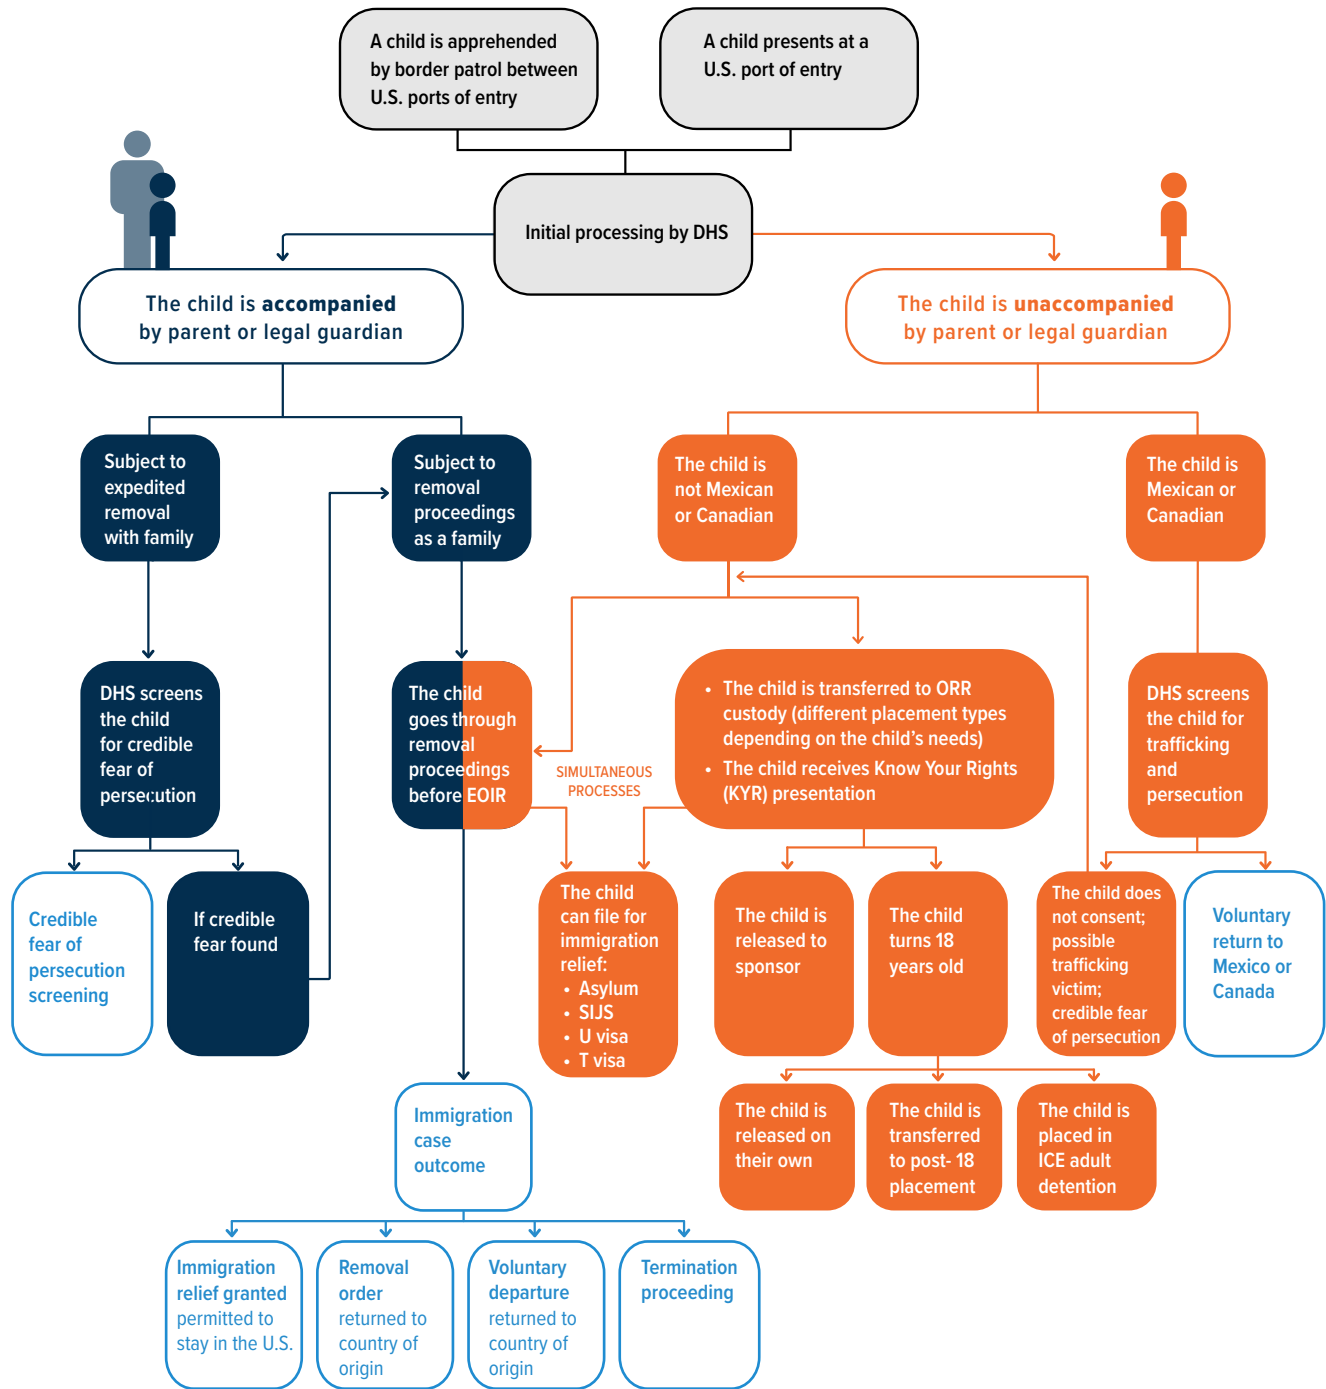 A child is apprehended
by border patrol between
U.S. ports of entry
A child presents at a
U.S. port of entry
Initial processing by DHS
The child is accompanied
by parent or legal guardian
The child is unaccompanied
by parent or legal guardian
Subject to
expedited
removal
with family
Subject to
removal
proceedings
as a family
The child is
not Mexican
or Canadian
The child is
Mexican or
Canadian
DHS screens
the child
for credible
fear of
persecution
The child
goes through
removal
proceedings
before EOIR
SIMULTANEOUS
PROCESSES
• The child is transferred to ORR
custody (different placement types
depending on the child's needs)
• The child receives Know Your Rights
(KYR) presentation
DHS screens
the child for
trafficking
and
persecution
Credible
fear of
persecution
screening
If credible
fear found
The child
can file for
immigration
relief:
• Asylum
• SIJS
• U visa
• T visa
The child is
released to
sponsor
The child
turns 18
years old
The child does
not consent;
possible
trafficking
victim;
credible fear
of persecution
Voluntary
return to
Mexico or
Canada
Immigration
case
outcome
The child is
released on
their own
The child is
transferred
to post- 18
placement
The child is
placed in
ICE adult
detention
Immigration
relief granted
permitted to
stay in the U.S.
Removal
order
returned to
country of
origin
Voluntary
departure
returned to
country of
origin
Termination
proceeding